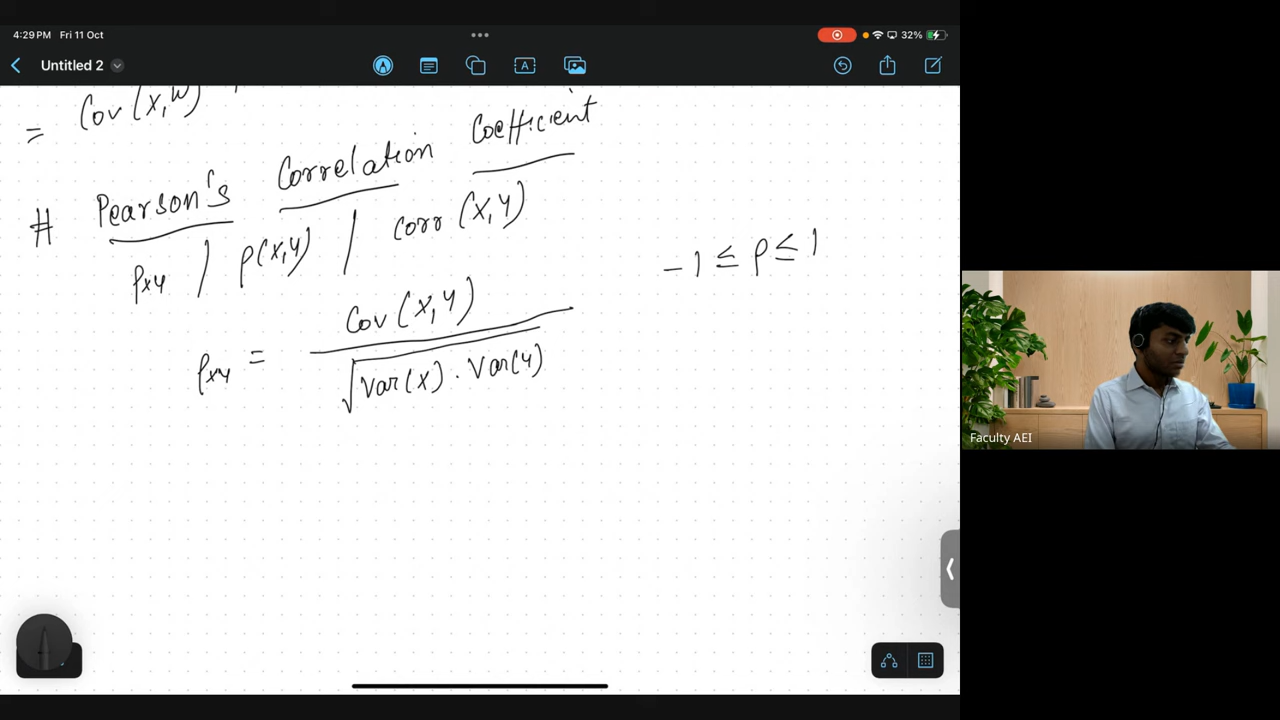 4:29 PM Fri 11 Oct
32%
Untitled 2
= Cov(X,W)
# Pearson's Correlation Coefficient
ρxy | ρ(X,Y) | corr (X,Y)
-1 ≤ ρ ≤ 1
ρxy = Cov(X,Y) / √Var(X) · Var(Y)
Faculty AEI